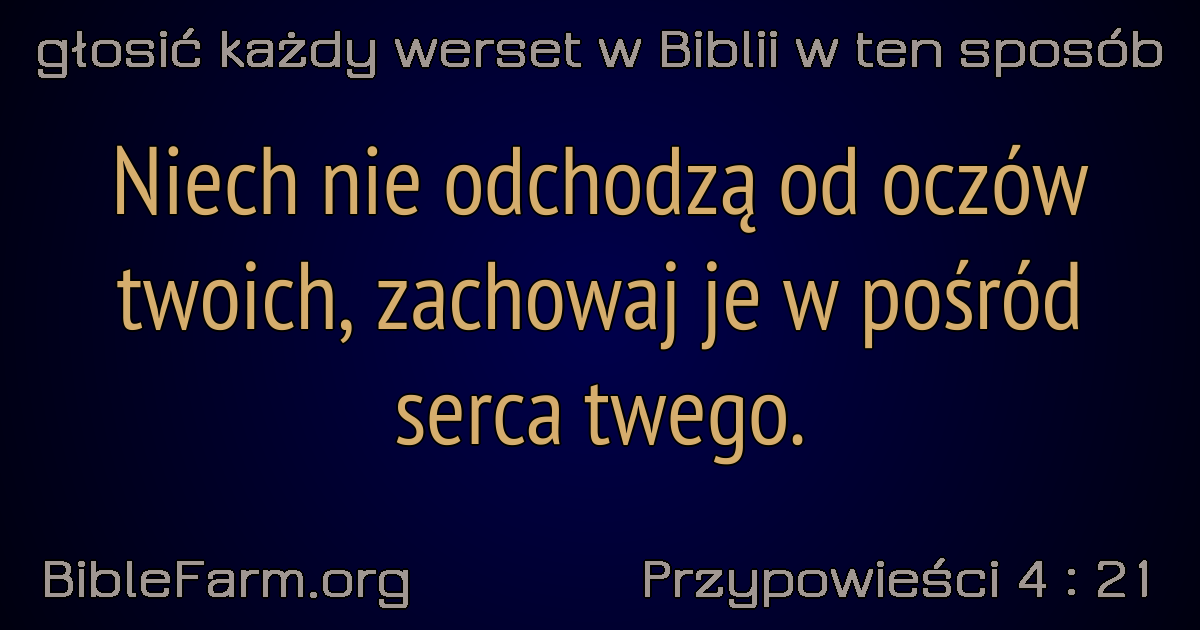 głosić każdy werset w Biblii w ten sposób
Niech nie odchodzą od oczów
twoich, zachowaj je w pośród
serca twego.
BibleFarm.org
Przypowieści 4 : 21